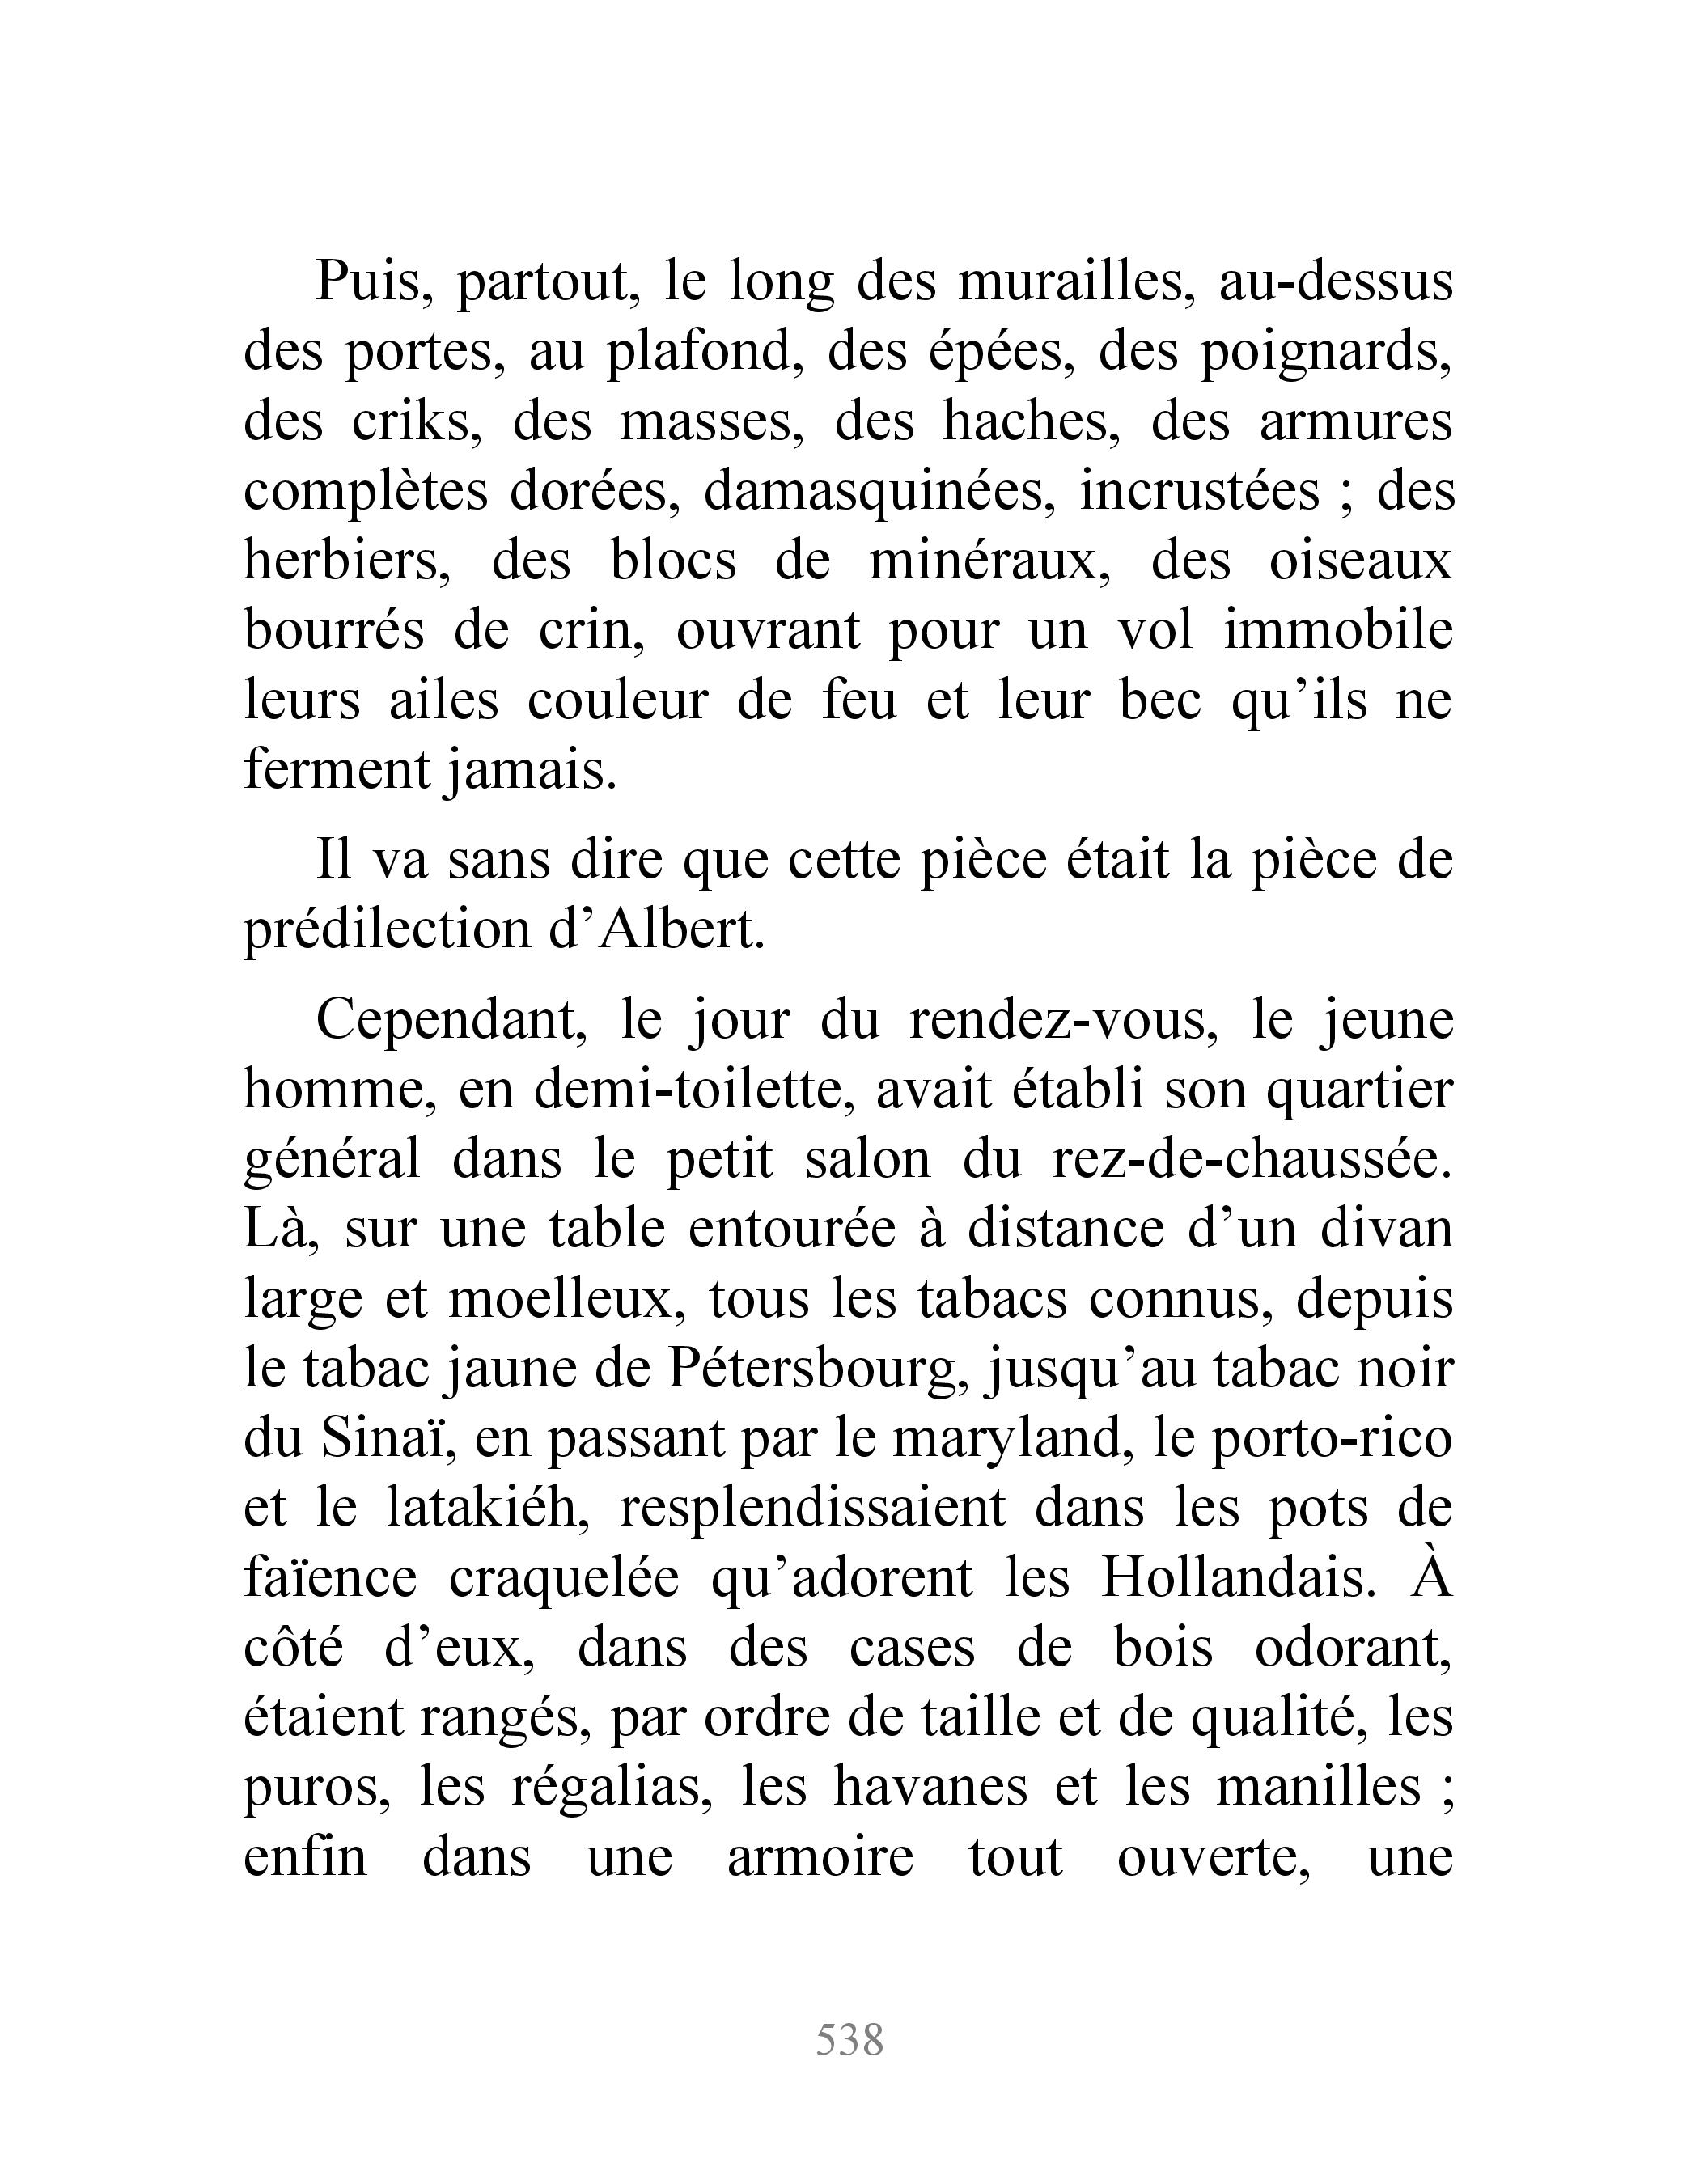 Puis, partout, le long des murailles, au-dessus
des portes, au plafond, des épées, des poignards,
des criks, des masses, des haches, des armures
complètes dorées, damasquinées, incrustées ; des
herbiers, des blocs de minéraux, des oiseaux
bourrés de crin, ouvrant pour un vol immobile
leurs ailes couleur de feu et leur bec qu’ils ne
ferment jamais.
Il va sans dire que cette pièce était la pièce de
prédilection d’Albert.
Cependant, le jour du rendez-vous, le jeune
homme, en demi-toilette, avait établi son quartier
général dans le petit salon du rez-de-chaussée.
Là, sur une table entourée à distance d’un divan
large et moelleux, tous les tabacs connus, depuis
le tabac jaune de Pétersbourg, jusqu’au tabac noir
du Sinaï, en passant par le maryland, le porto-rico
et le latakiéh, resplendissaient dans les pots de
faïence craquelée qu’adorent les Hollandais. À
côté d’eux, dans des cases de bois odorant,
étaient rangés, par ordre de taille et de qualité, les
puros, les régalias, les havanes et les manilles ;
enfin dans une armoire tout ouverte, une
538